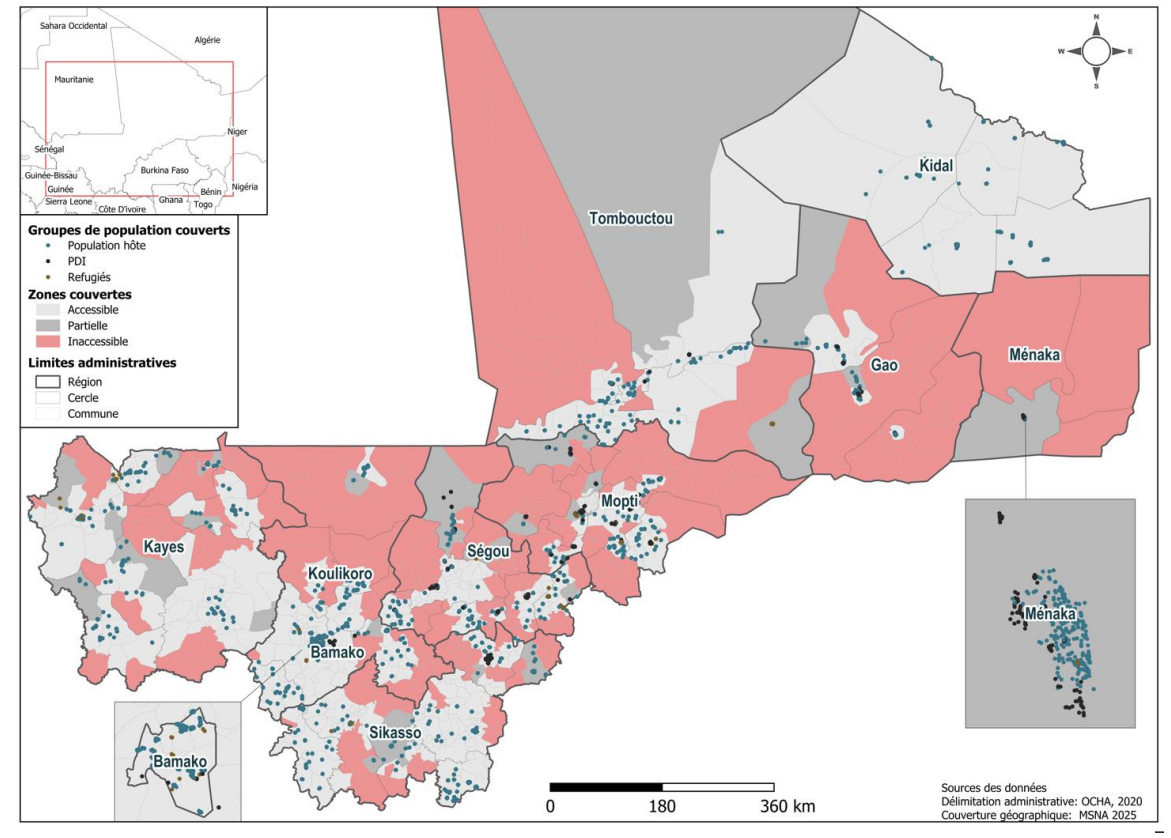 Sahara Occidental
Algérie
Mauritanie
Niger
Sénégal
Burkina Faso
Guinée-Bissau
Bénin
Nigéria
Guinée
Ghana
Togo
Sierra Leone
Côte D'ivoire
Groupes de population couverts
Population hôte
PDI
Refugiés
Zones couvertes
Accessible
Partielle
Inaccessible
Limites administratives
Région
Cercle
Commune
N
W
E
S
Kidal
Tombouctou
Gao
Ménaka
Mopti
Kayes
Ségou
Koulikoro
Bamako
Sikasso
Ménaka
Bamako
0 180 360 km
Sources des données
Délimitation administrative: OCHA, 2020
Couverture géographique: MSNA 2025